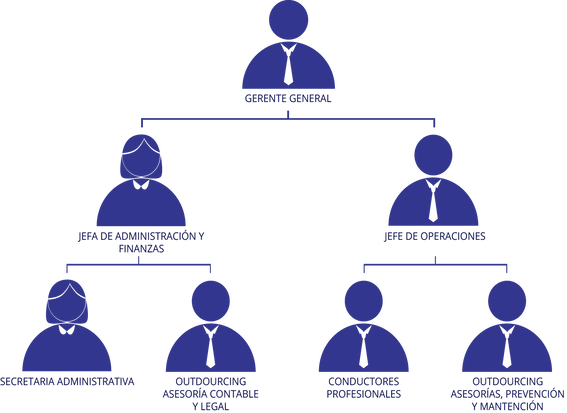 GERENTE GENERAL
JEFA DE ADMINISTRACIÓN Y
FINANZAS
JEFE DE OPERACIONES
SECRETARIA ADMINISTRATIVA
OUTDOURCING
ASESORÍA CONTABLE
Y LEGAL
CONDUCTORES
PROFESIONALES
OUTDOURCING
ASESORÍAS, PREVENCIÓN
Y MANTENCIÓN